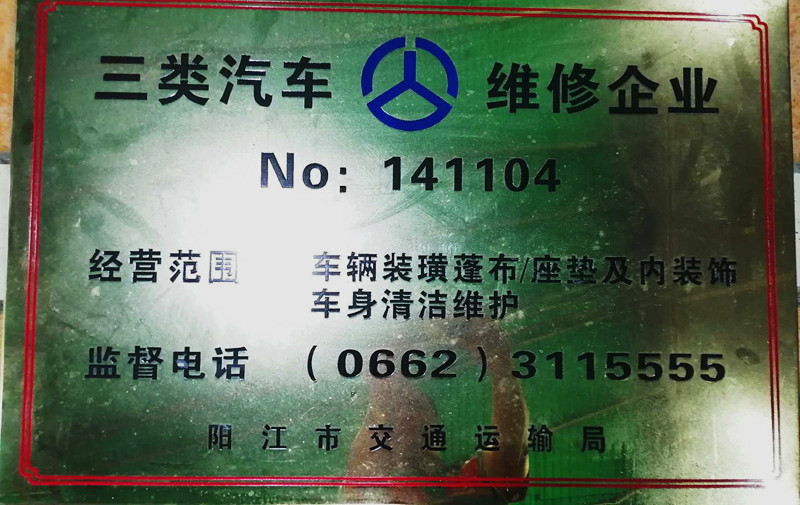 三类汽车 维修企业
No: 141104
经营范围 车辆装璜蓬布/座垫及内装饰
车身清洁维护
监督电话 (0662)3115555
阳江市交通运输局